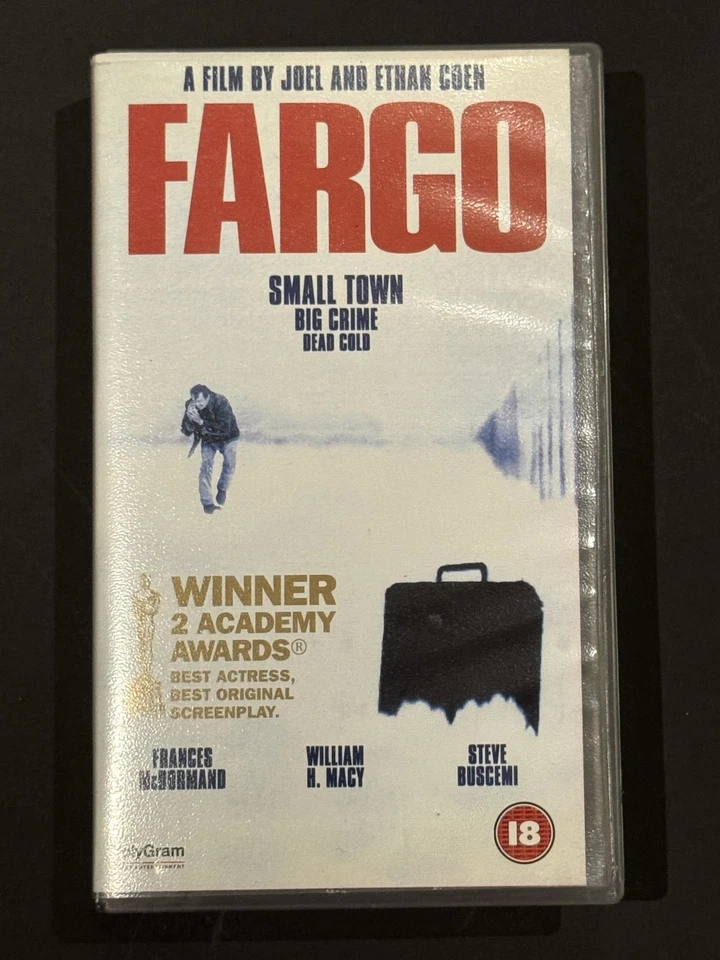 A FILM BY JOEL AND ETHAN COEN
FARGO
SMALL TOWN
BIG CRIME
DEAD COLD
WINNER
2 ACADEMY
AWARDS®
BEST ACTRESS,
BEST ORIGINAL
SCREENPLAY.
FRANCES
McDORMAND
WILLIAM
H. MACY
STEVE
BUSCEMI
18
olyGram